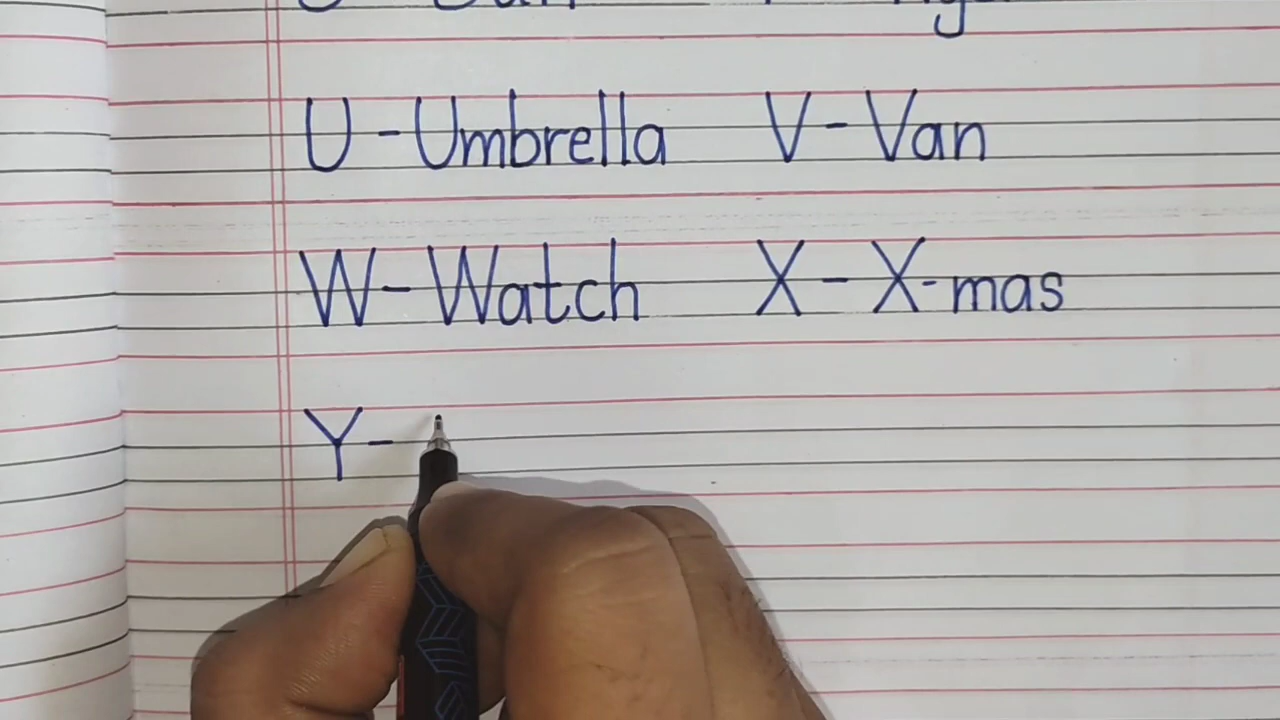 U - Umbrella V - Van
W - Watch X - X-mas
Y -